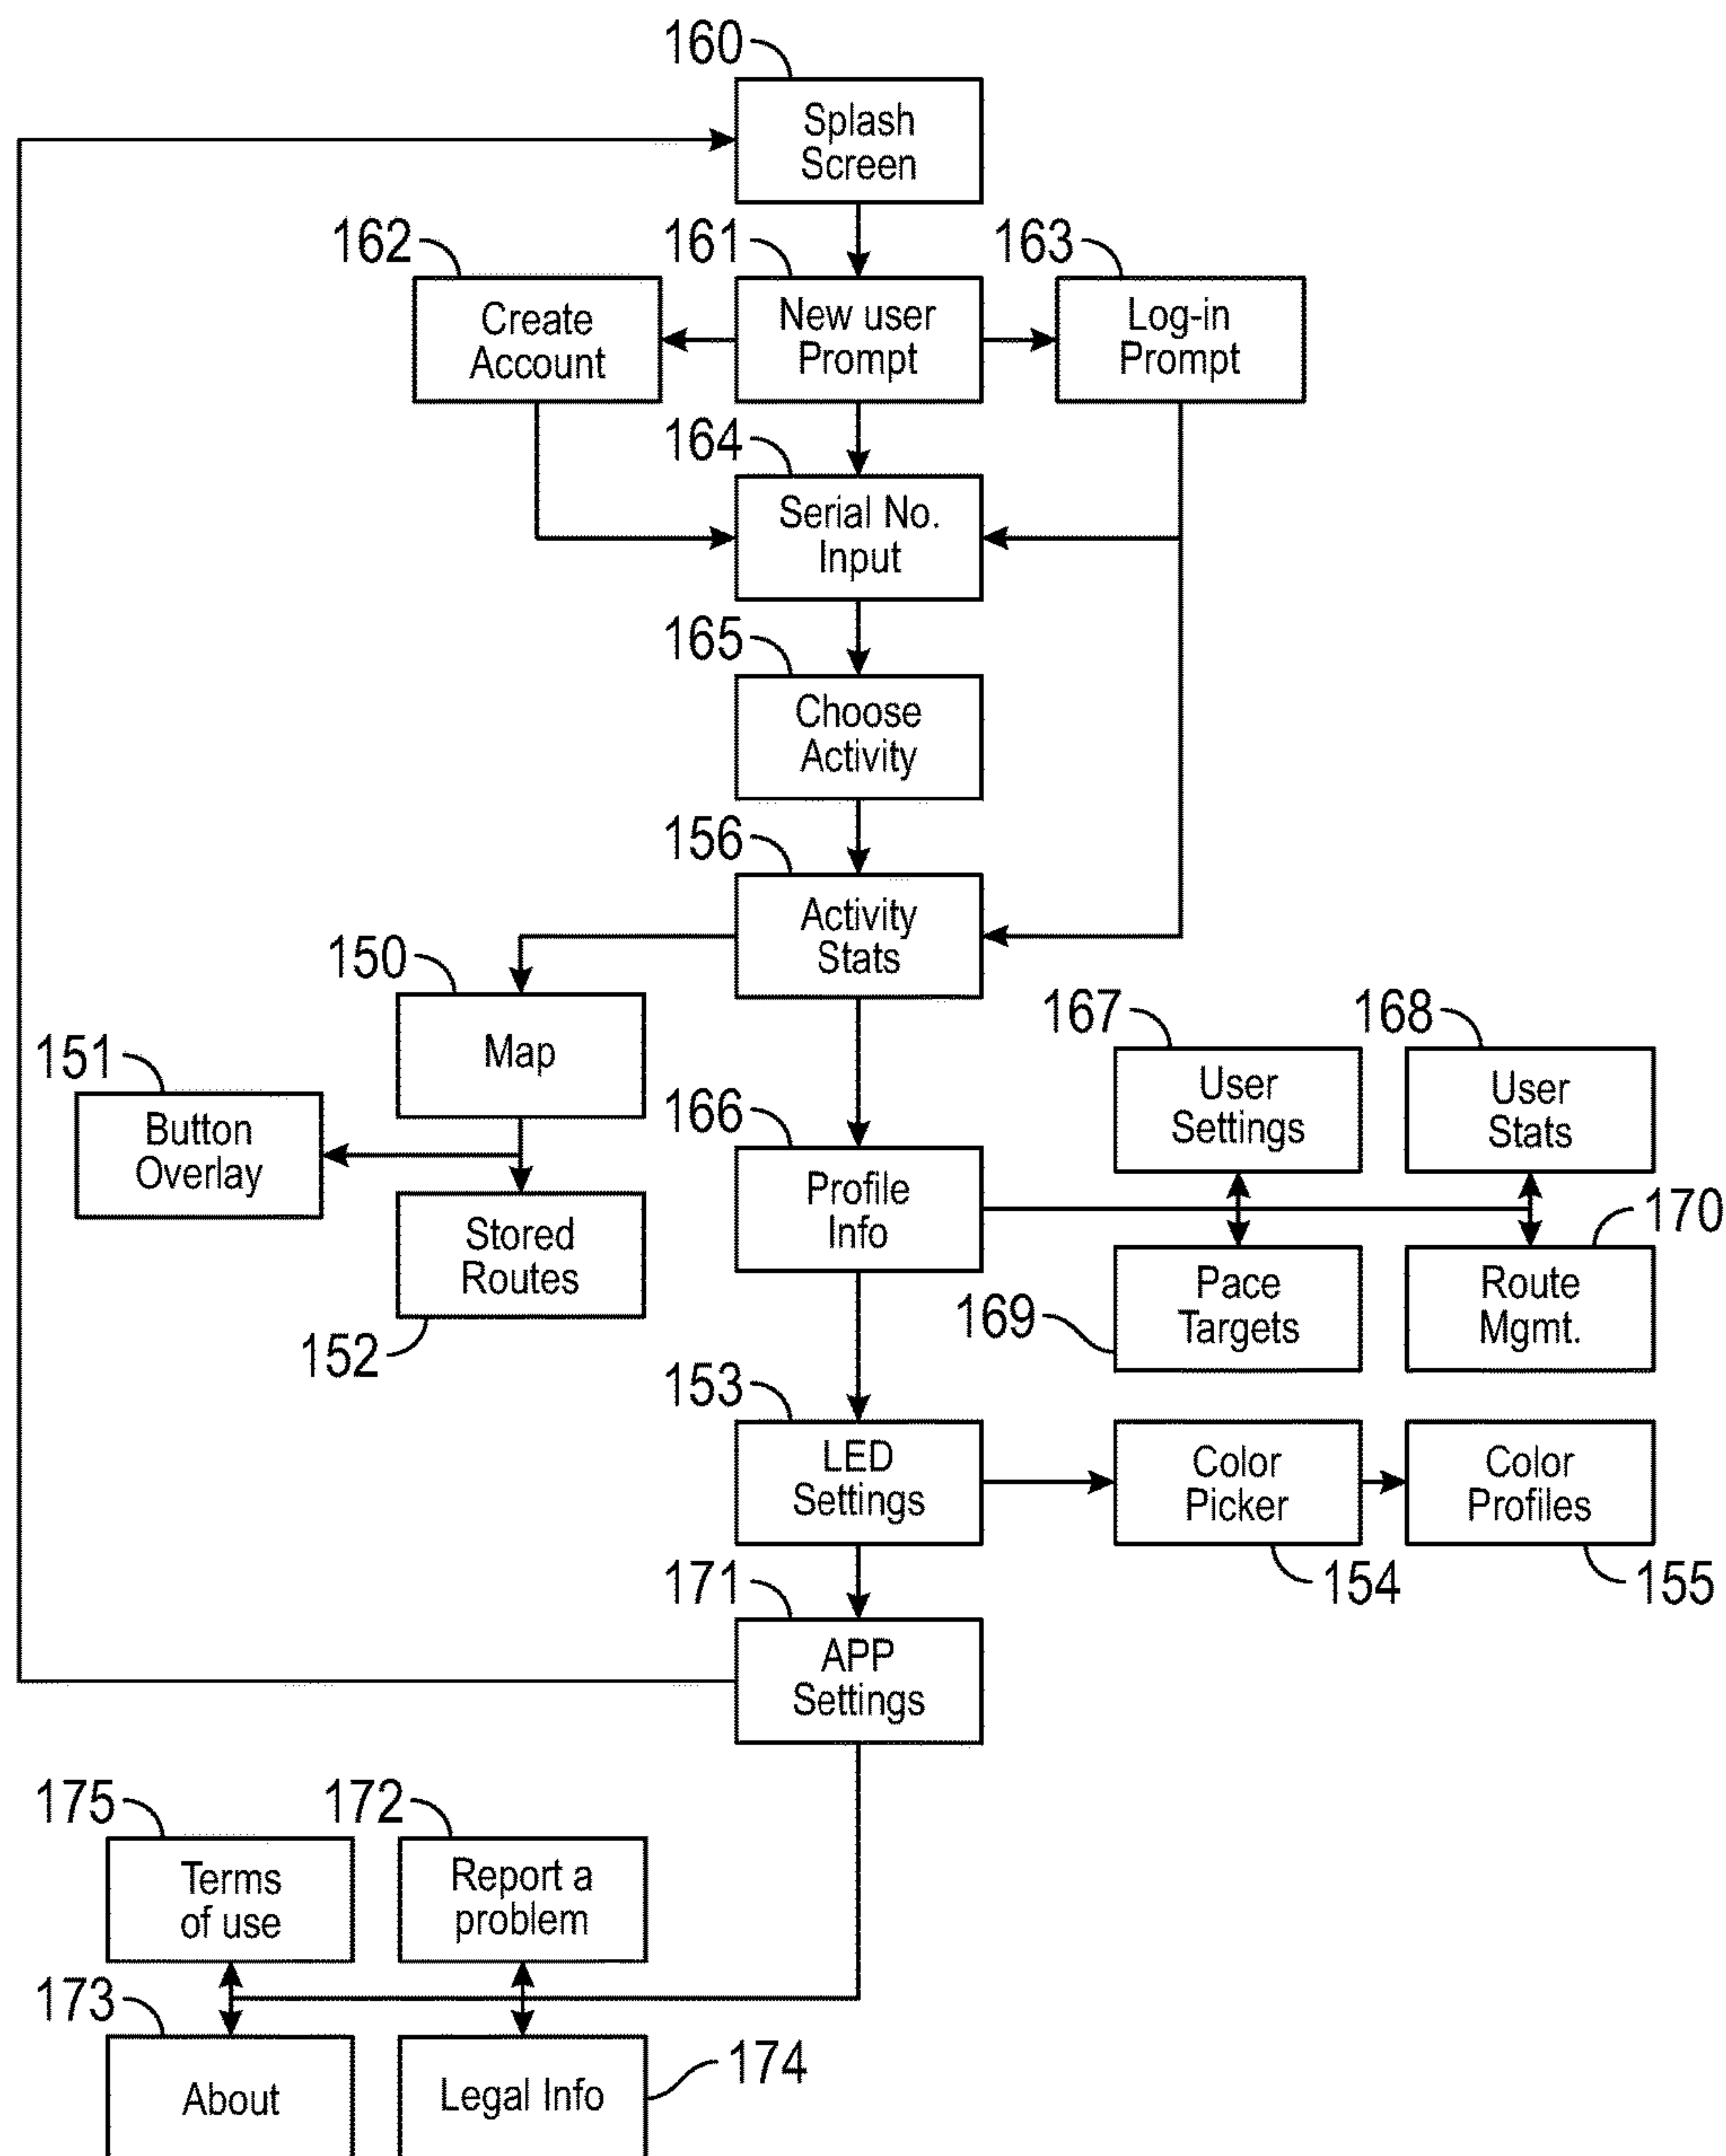 160
Splash
Screen
162
161
163
Create
Account
New user
Prompt
Log-in
Prompt
164
Serial No.
Input
165
Choose
Activity
156
Activity
Stats
150
Map
151
Button
Overlay
Stored
Routes
152
167
168
User
Settings
User
Stats
166
Profile
Info
170
169
Pace
Targets
Route
Mgmt.
153
LED
Settings
Color
Picker
Color
Profiles
154
155
171
APP
Settings
175
172
Terms
of use
Report a
problem
173
About
Legal Info
174